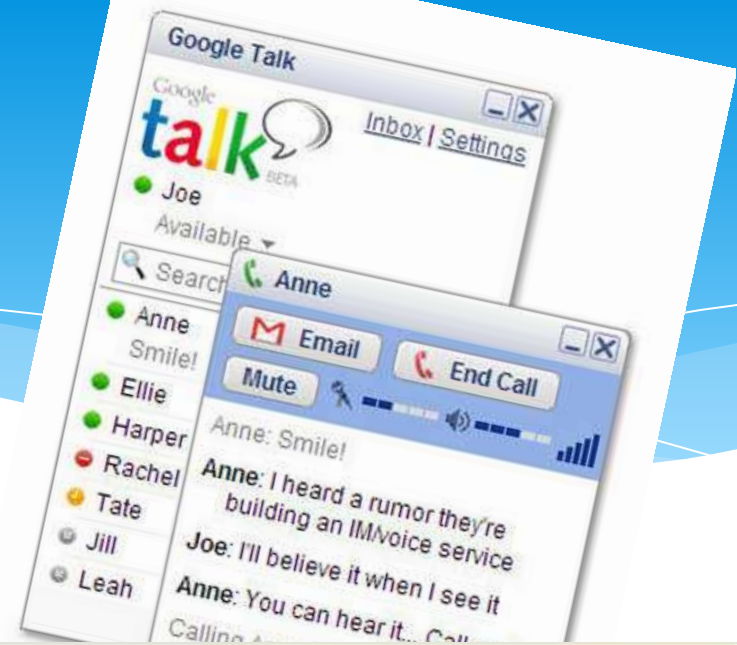 Google Talk
Google
talk
BETA
Inbox | Settings
Joe
Available
Search
Anne
Smile!
Ellie
Harper
Rachel
Tate
Jill
Leah
Anne
Email
End Call
Mute
Anne: Smile!
Anne: I heard a rumor they're
building an IM/voice service
Joe: I'll believe it when I see it
Anne: You can hear it...
Calling